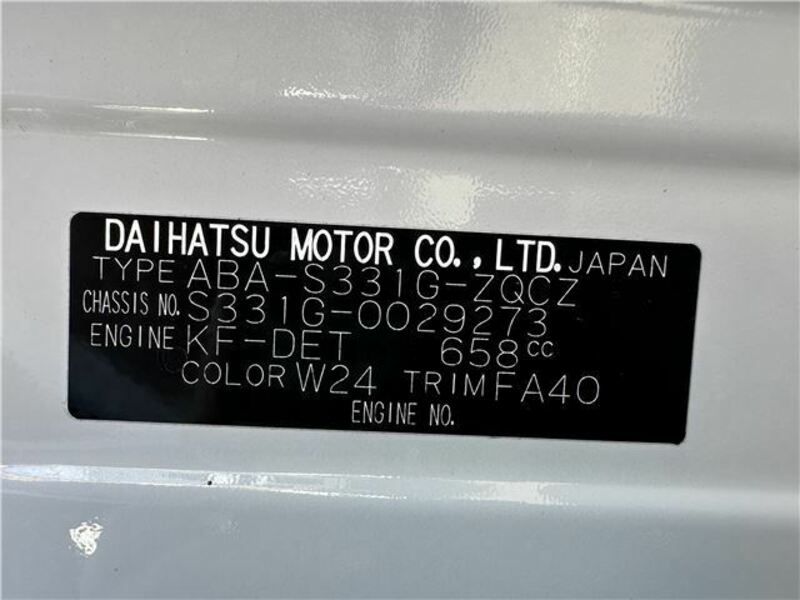 DAIHATSU MOTOR CO., LTD. JAPAN
TYPE ABA-S331G-ZQCZ
CHASSIS NO. S331G-0029273
ENGINE KF-DET 658cc
COLOR W24 TRIM FA40
ENGINE NO.